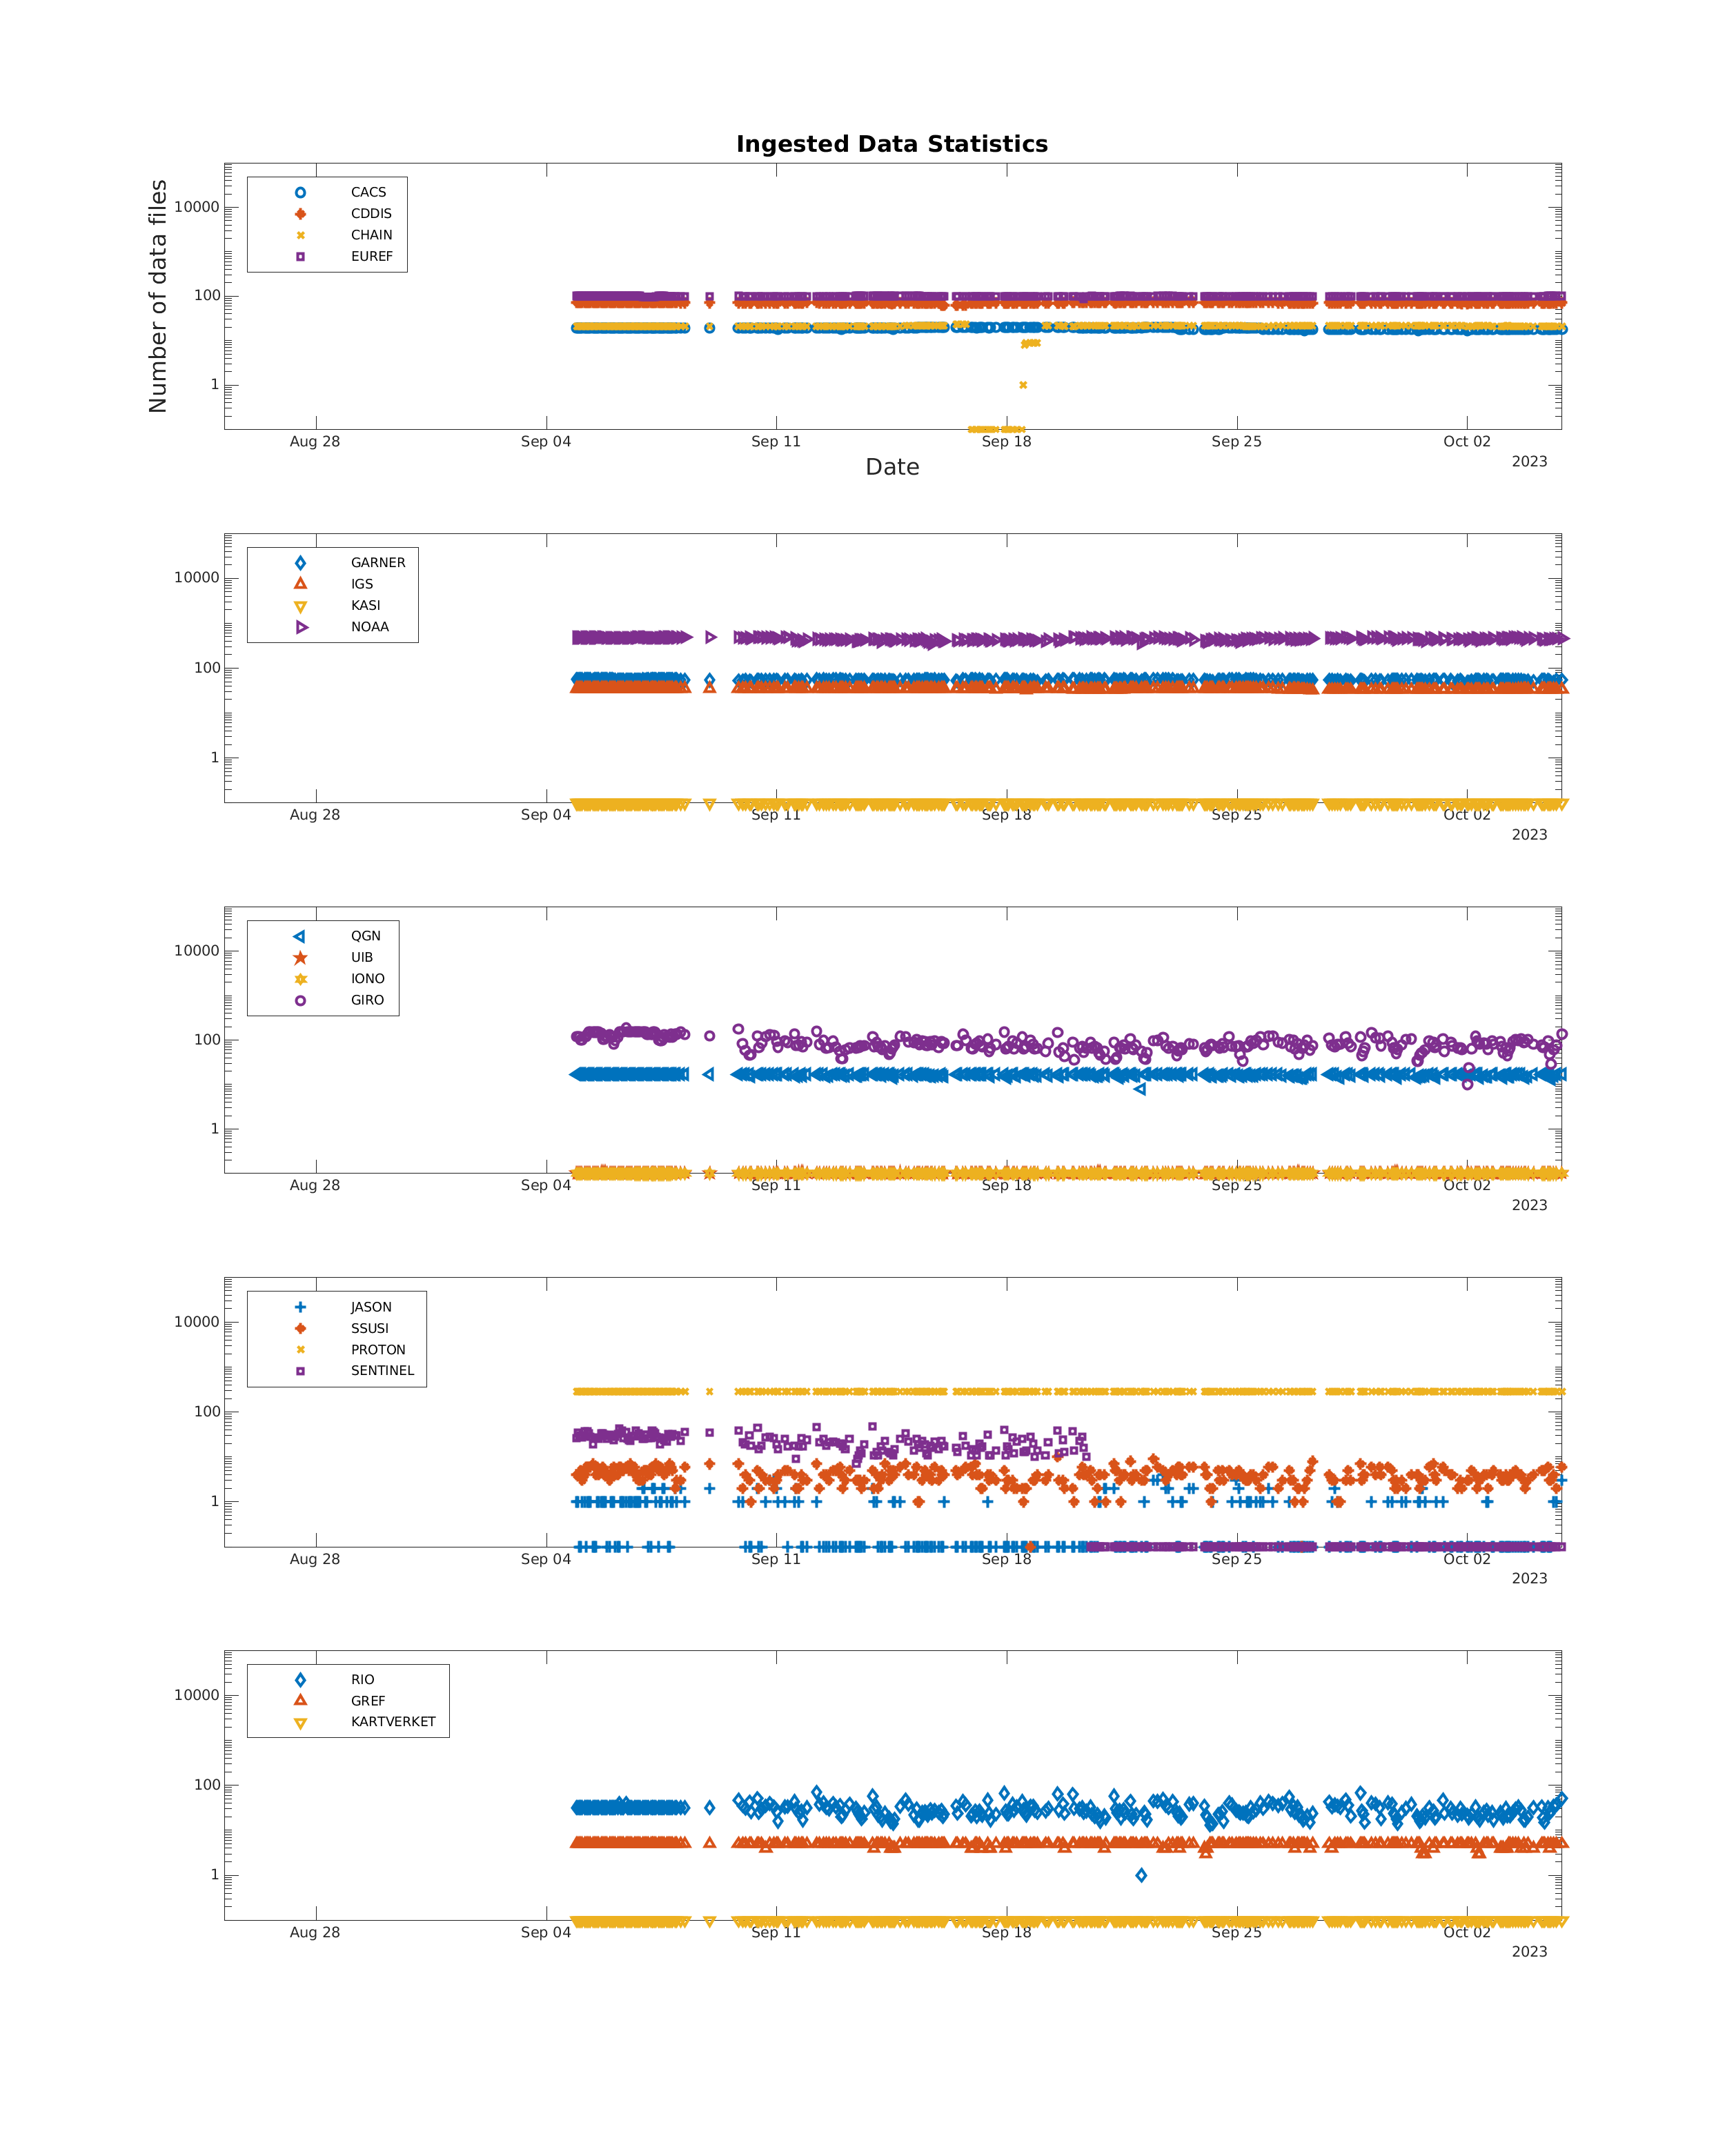 Ingested Data Statistics
Number of data files
CACS
CDDIS
CHAIN
EUREF
10000
100
1
Aug 28 Sep 04 Sep 11 Sep 18 Sep 25 Oct 02
2023
Date
GARNER
IGS
KASI
NOAA
10000
100
1
Aug 28 Sep 04 Sep 11 Sep 18 Sep 25 Oct 02
2023
QGN
UIB
IONO
GIRO
10000
100
1
Aug 28 Sep 04 Sep 11 Sep 18 Sep 25 Oct 02
2023
JASON
SSUSI
PROTON
SENTINEL
10000
100
1
Aug 28 Sep 04 Sep 11 Sep 18 Sep 25 Oct 02
2023
RIO
GREF
KARTVERKET
10000
100
1
Aug 28 Sep 04 Sep 11 Sep 18 Sep 25 Oct 02
2023